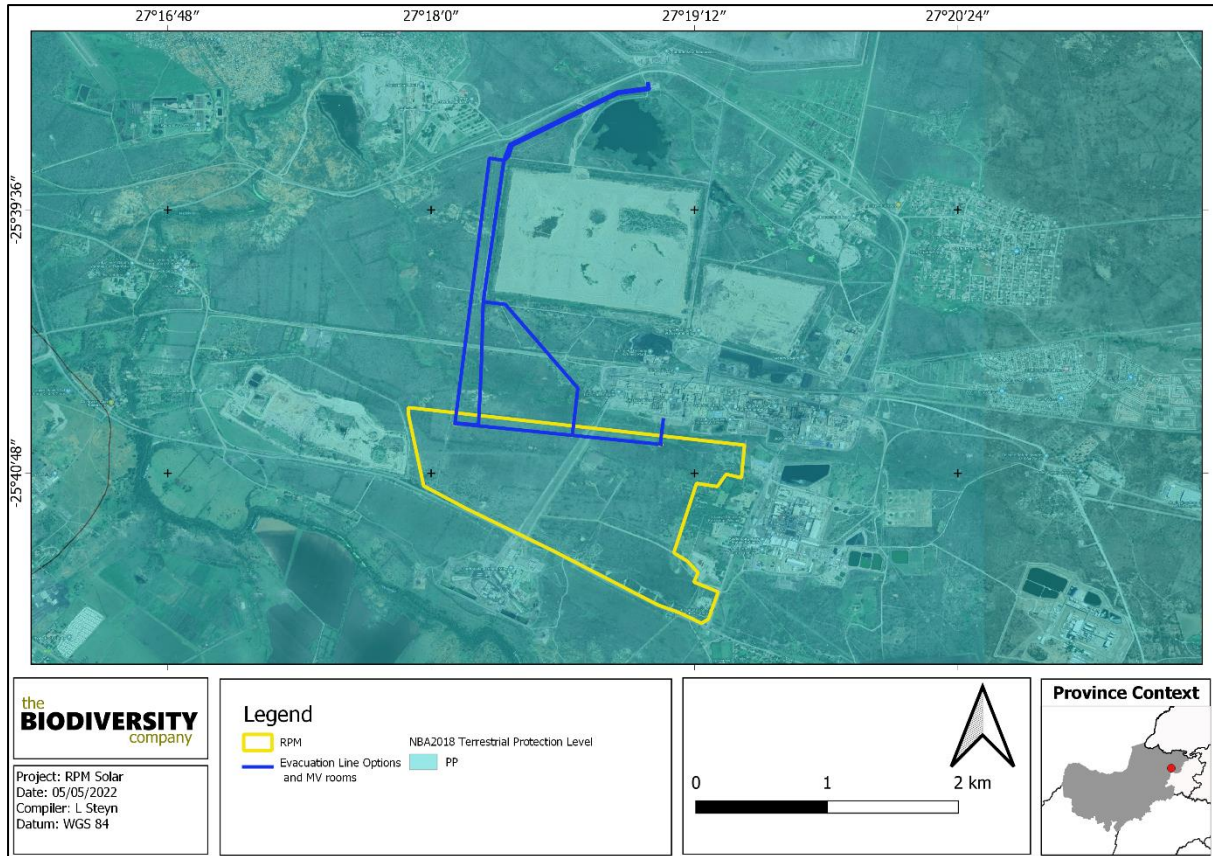 27°16'48" 27°18'0" 27°19'12" 27°20'24"
-25°39'36"
-25°40'48"
the
BIODIVERSITY
company
Project: RPM Solar
Date: 05/05/2022
Compiler: L Steyn
Datum: WGS 84
Legend
RPM
Evacuation Line Options
and MV rooms
NBA2018 Terrestrial Protection Level
PP
0 1 2 km
Province Context